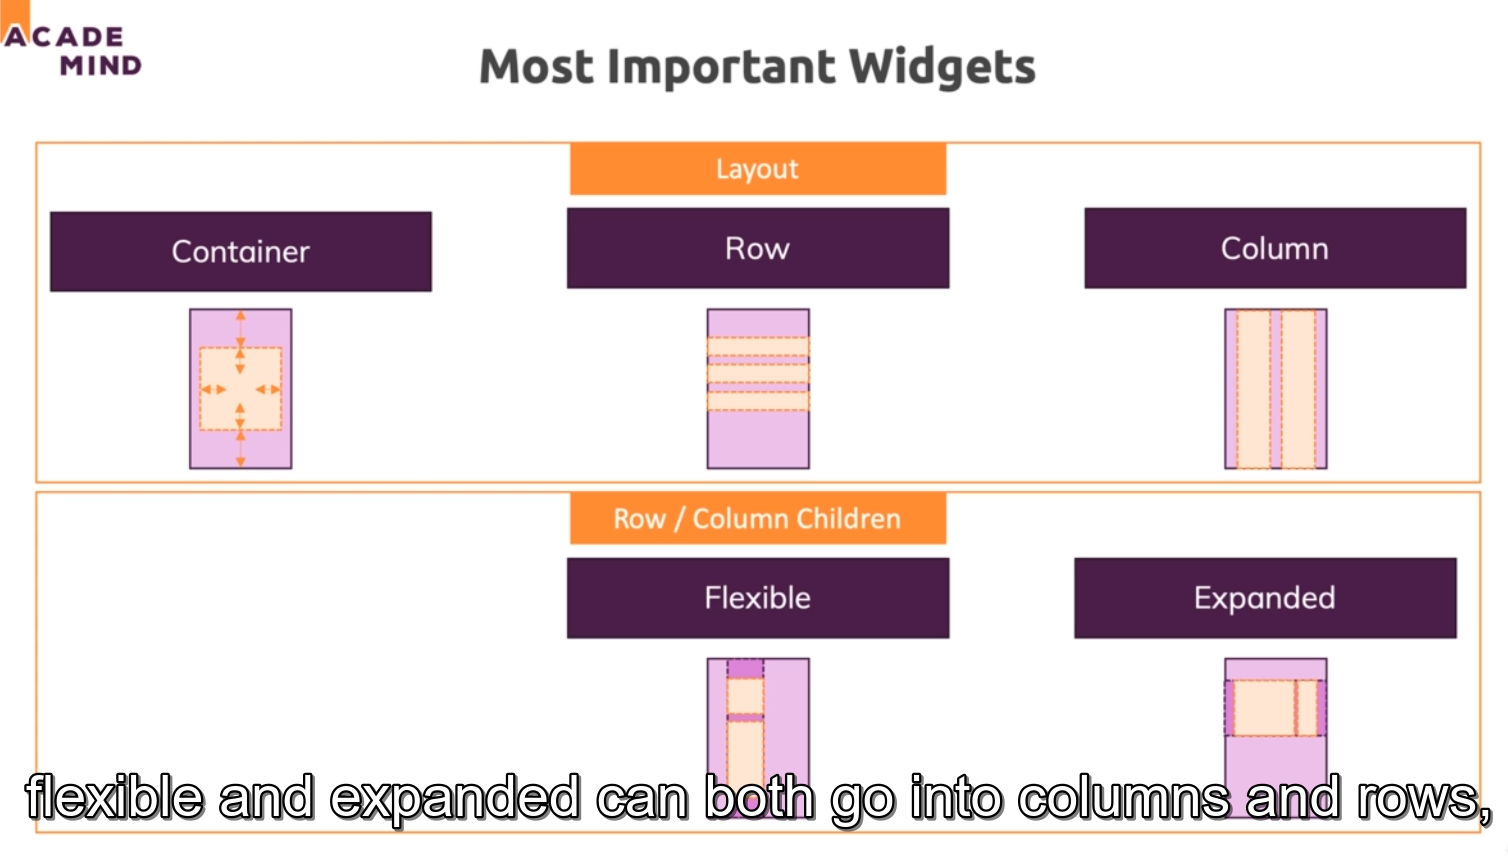 ACADE
MIND
Most Important Widgets
Layout
Container
Row
Column
Row / Column Children
Flexible
Expanded
flexible and expanded can both go into columns and rows,